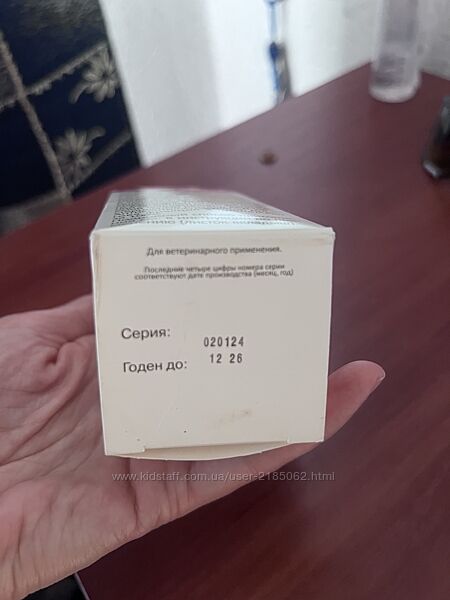 Для ветеринарного применения.
Последние четыре цифры номера серии
соответствуют дате производства (месяц, год)
Серия: 020124
Годен до: 12 26
www.kidstaff.com.ua/user-2185062.html